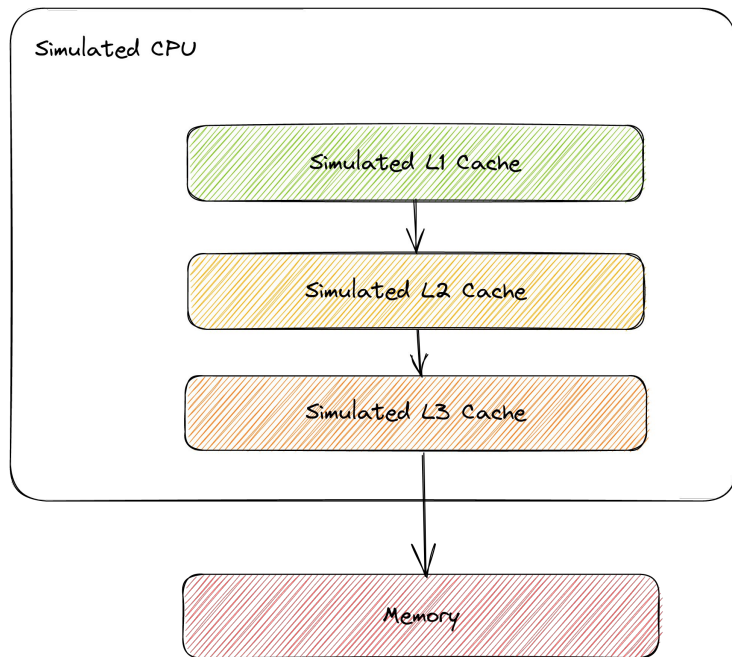 Simulated CPU
Simulated L1 Cache
Simulated L2 Cache
Simulated L3 Cache
Memory